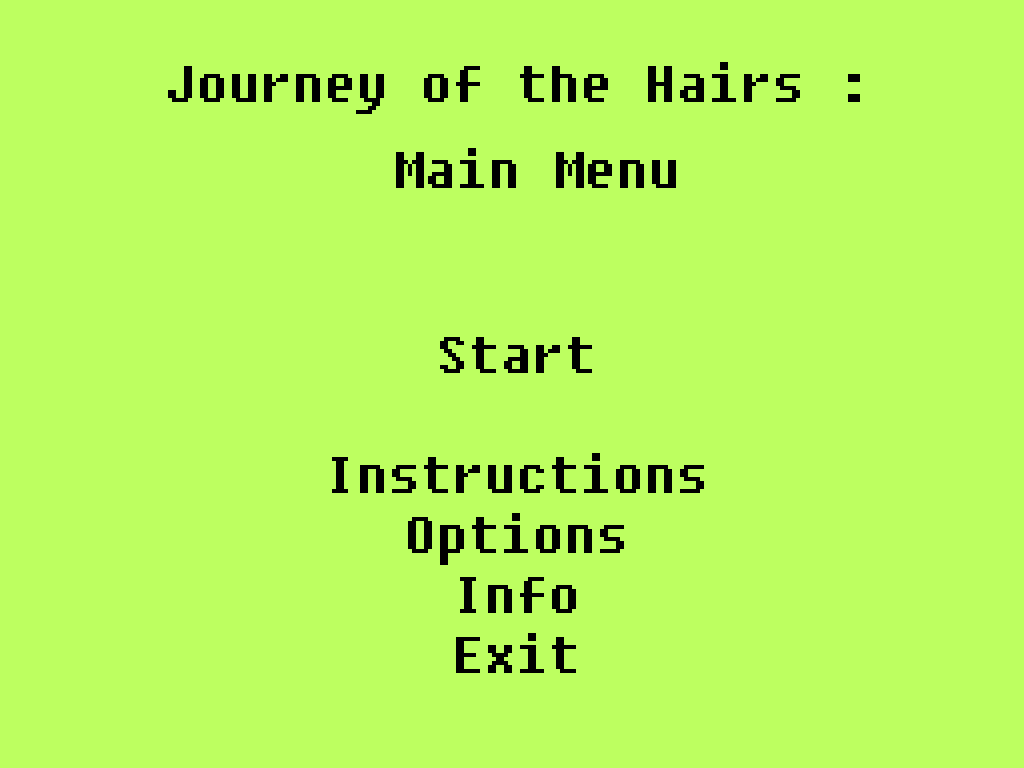 Journey of the Hairs :
Main Menu
Start
Instructions
Options
Info
Exit